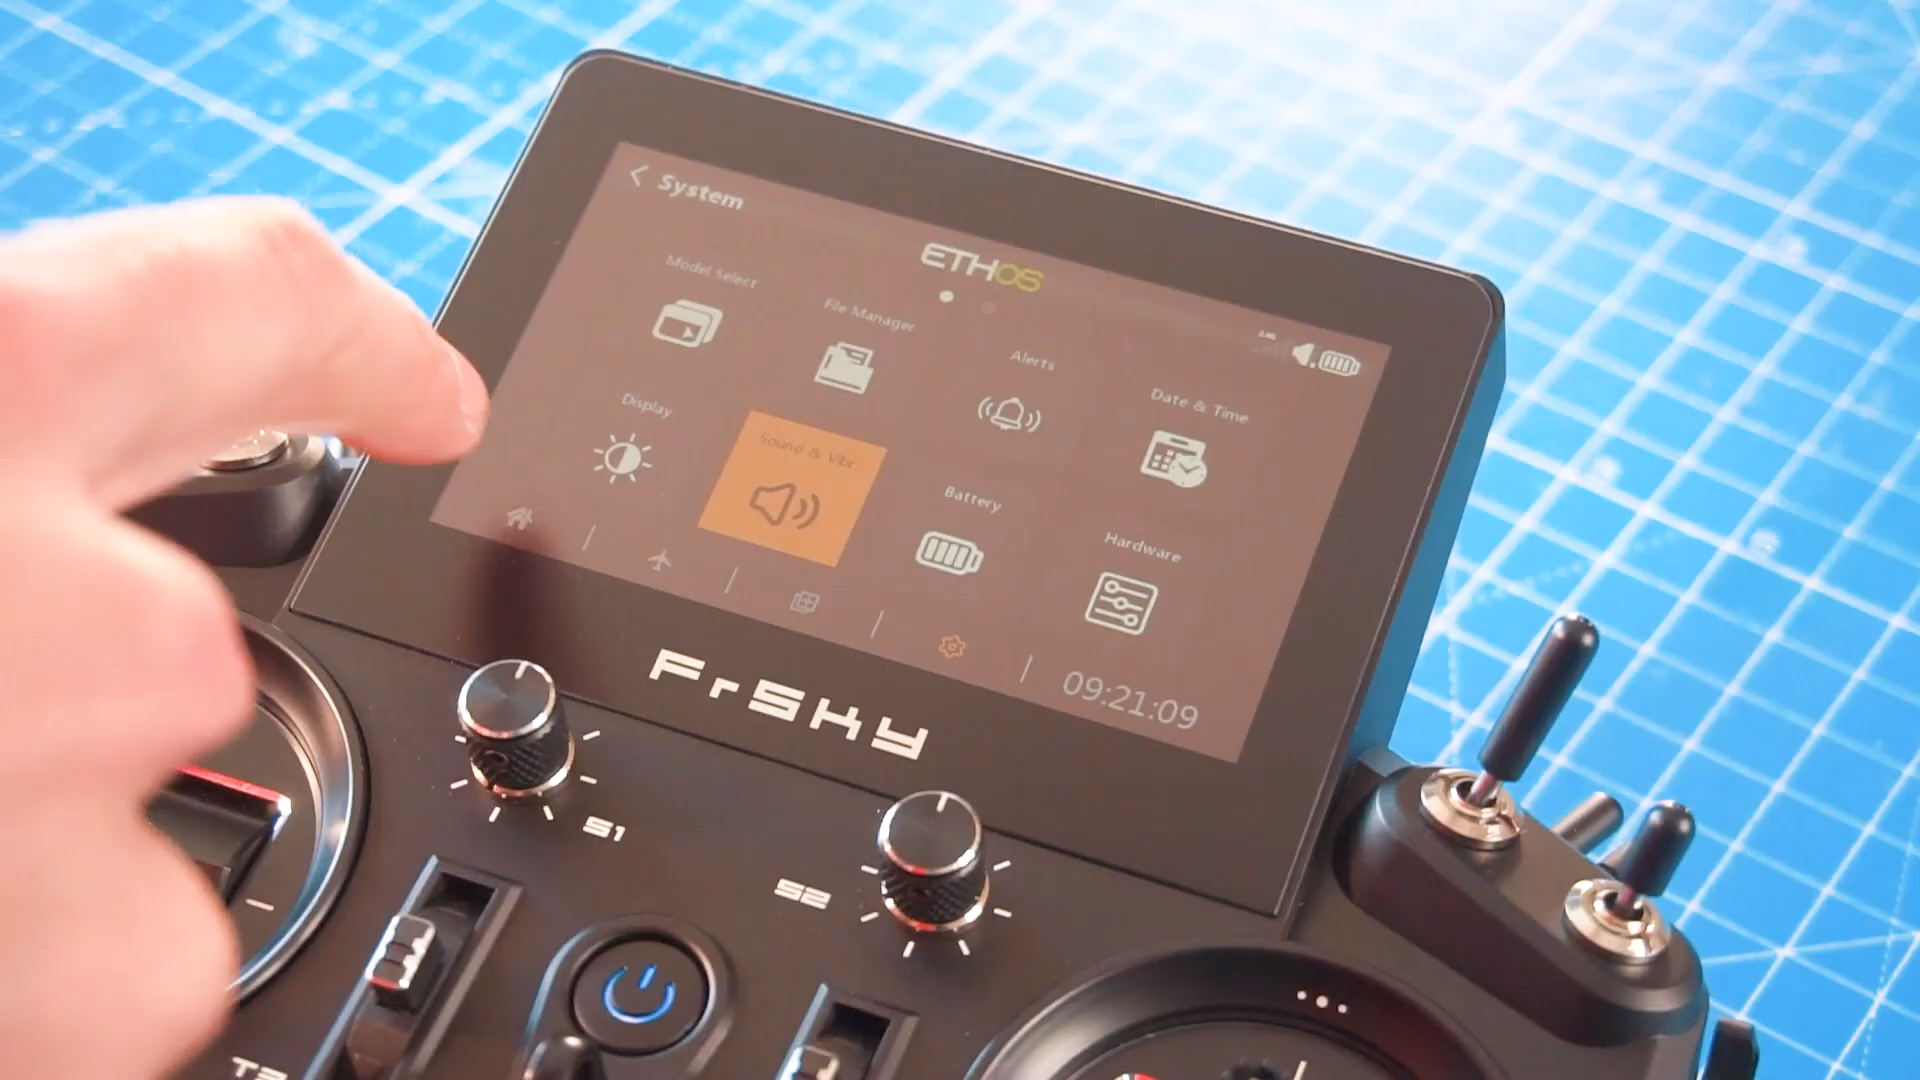 System
ETHOS
Model Select
File Manager
Alerts
Date & Time
Display
Sound & Vibr
Battery
Hardware
09:21:09
FrSky
S1
S2